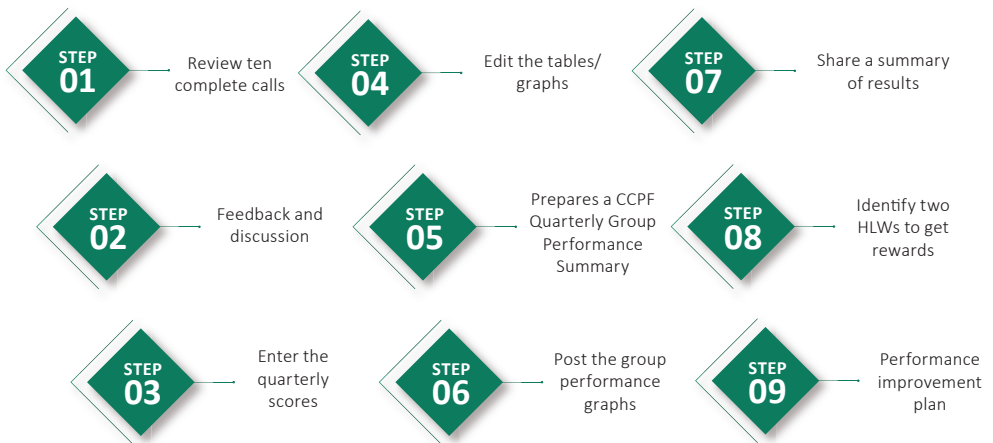 STEP
01
Review ten
complete calls
STEP
02
Feedback and
discussion
STEP
03
Enter the
quarterly
scores
STEP
04
Edit the tables/
graphs
STEP
05
Prepares a CCPF
Quarterly Group
Performance
Summary
STEP
06
Post the group
performance
graphs
STEP
07
Share a summary
of results
STEP
08
Identify two
HLWs to get
rewards
STEP
09
Performance
improvement
plan